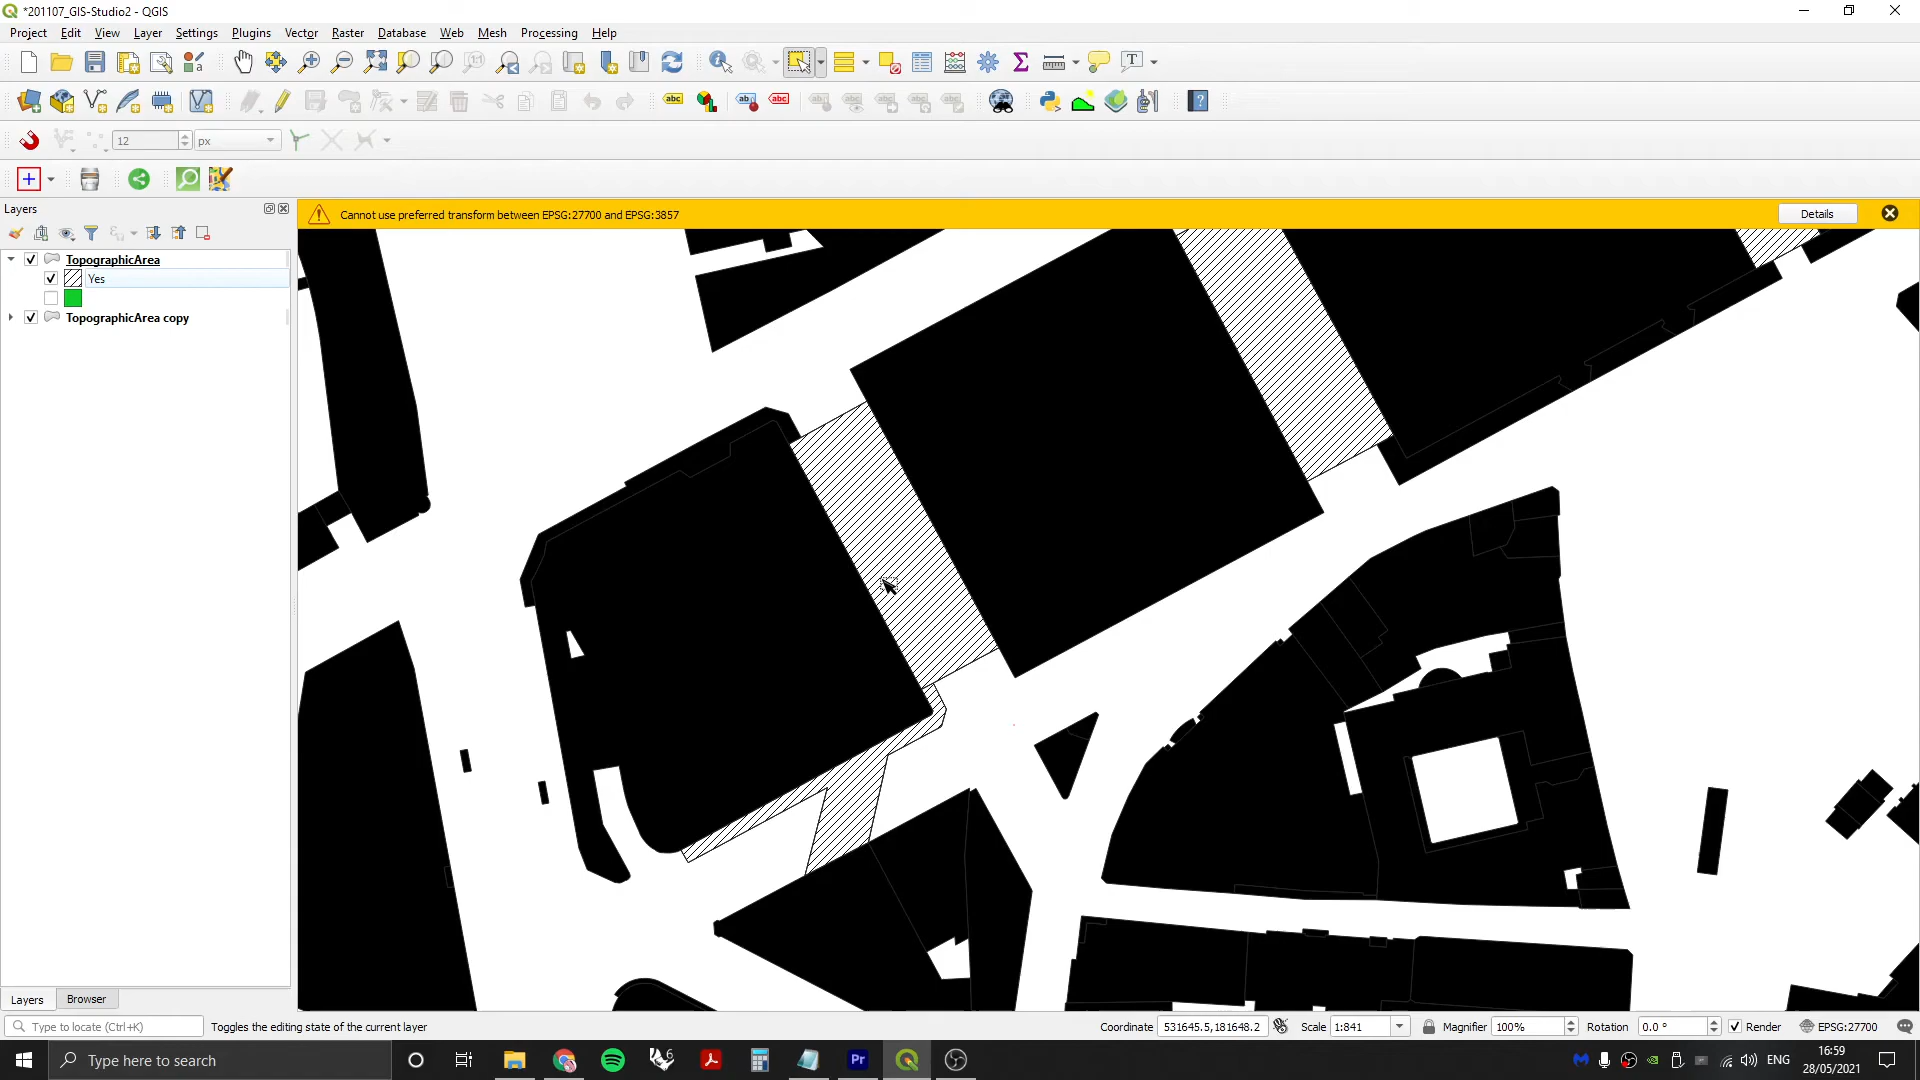 *201107_GIS-Studio2 - QGIS
Project Edit View Layer Settings Plugins Vector Raster Database Web Mesh Processing Help
12 px
Layers
Cannot use preferred transform between EPSG:27700 and EPSG:3857 Details
TopographicArea
Yes
TopographicArea copy
Layers Browser
Type to locate (Ctrl+K) Toggles the editing state of the current layer Coordinate 531645.5,181648.2 Scale 1:841 Magnifier 100% Rotation 0.0 ° Render EPSG:27700
Type here to search ENG 16:59
28/05/2021